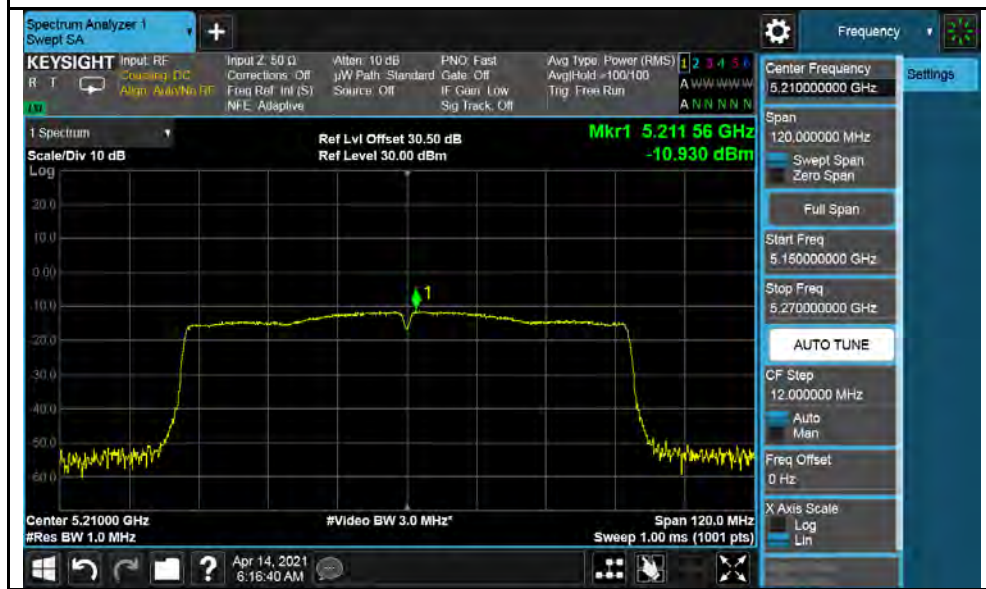 Spectrum Analyzer 1
Swept SA
+
Frequency
KEYSIGHT
R T
Input: RF
Coupling: DC
Align: Auto/No RF
Input Z: 50 Ω
Corrections: Off
Freq Ref: Int (S)
NFE: Adaptive
Atten: 10 dB
µW Path: Standard
Source: Off
PNO: Fast
Gate: Off
IF Gain: Low
Sig Track: Off
Avg Type: Power (RMS)
Avg|Hold: >100/100
Trig: Free Run
1 2 3 4 5 6
A W W W W W
A N N N N N
1 Spectrum
Scale/Div 10 dB
Log
Ref Lvl Offset 30.50 dB
Ref Level 30.00 dBm
Mkr1 5.211 56 GHz
-10.930 dBm
20.0
10.0
0.00
-10.0
-20.0
-30.0
-40.0
-50.0
-60.0
1
Center 5.21000 GHz
#Res BW 1.0 MHz
#Video BW 3.0 MHz*
Span 120.0 MHz
Sweep 1.00 ms (1001 pts)
Center Frequency
5.210000000 GHz
Settings
Span
120.000000 MHz
Swept Span
Zero Span
Full Span
Start Freq
5.150000000 GHz
Stop Freq
5.270000000 GHz
AUTO TUNE
CF Step
12.000000 MHz
Auto
Man
Freq Offset
0 Hz
X Axis Scale
Log
Lin
?
Apr 14, 2021
6:16:40 AM